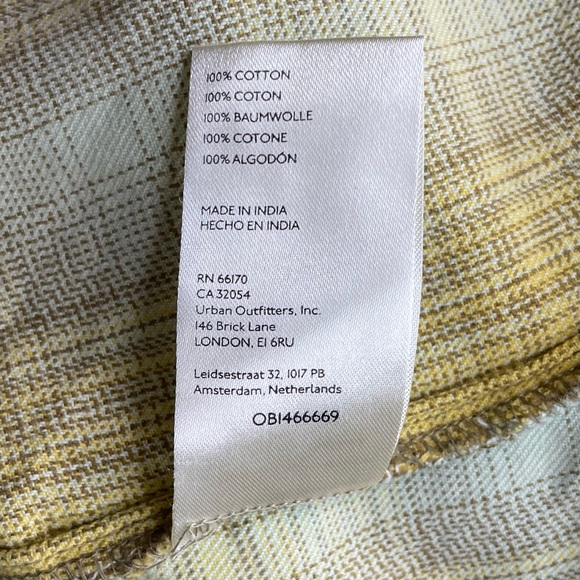 100% COTTON
100% COTON
100% BAUMWOLLE
100% COTONE
100% ALGODÓN
MADE IN INDIA
HECHO EN INDIA
RN 66170
CA 32054
Urban Outfitters, Inc.
146 Brick Lane
LONDON, E1 6RU
Leidsestraat 32, 1017 PB
Amsterdam, Netherlands
OB1466669